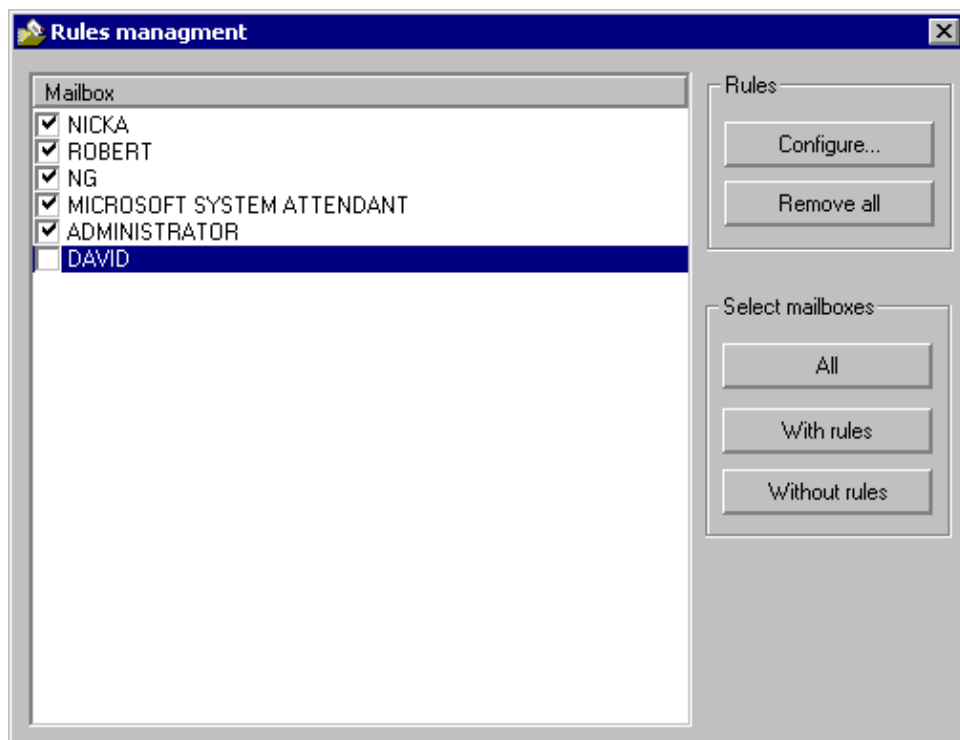 Rules managment
Mailbox
NICKA
ROBERT
NG
MICROSOFT SYSTEM ATTENDANT
ADMINISTRATOR
DAVID
Rules
Configure...
Remove all
Select mailboxes
All
With rules
Without rules